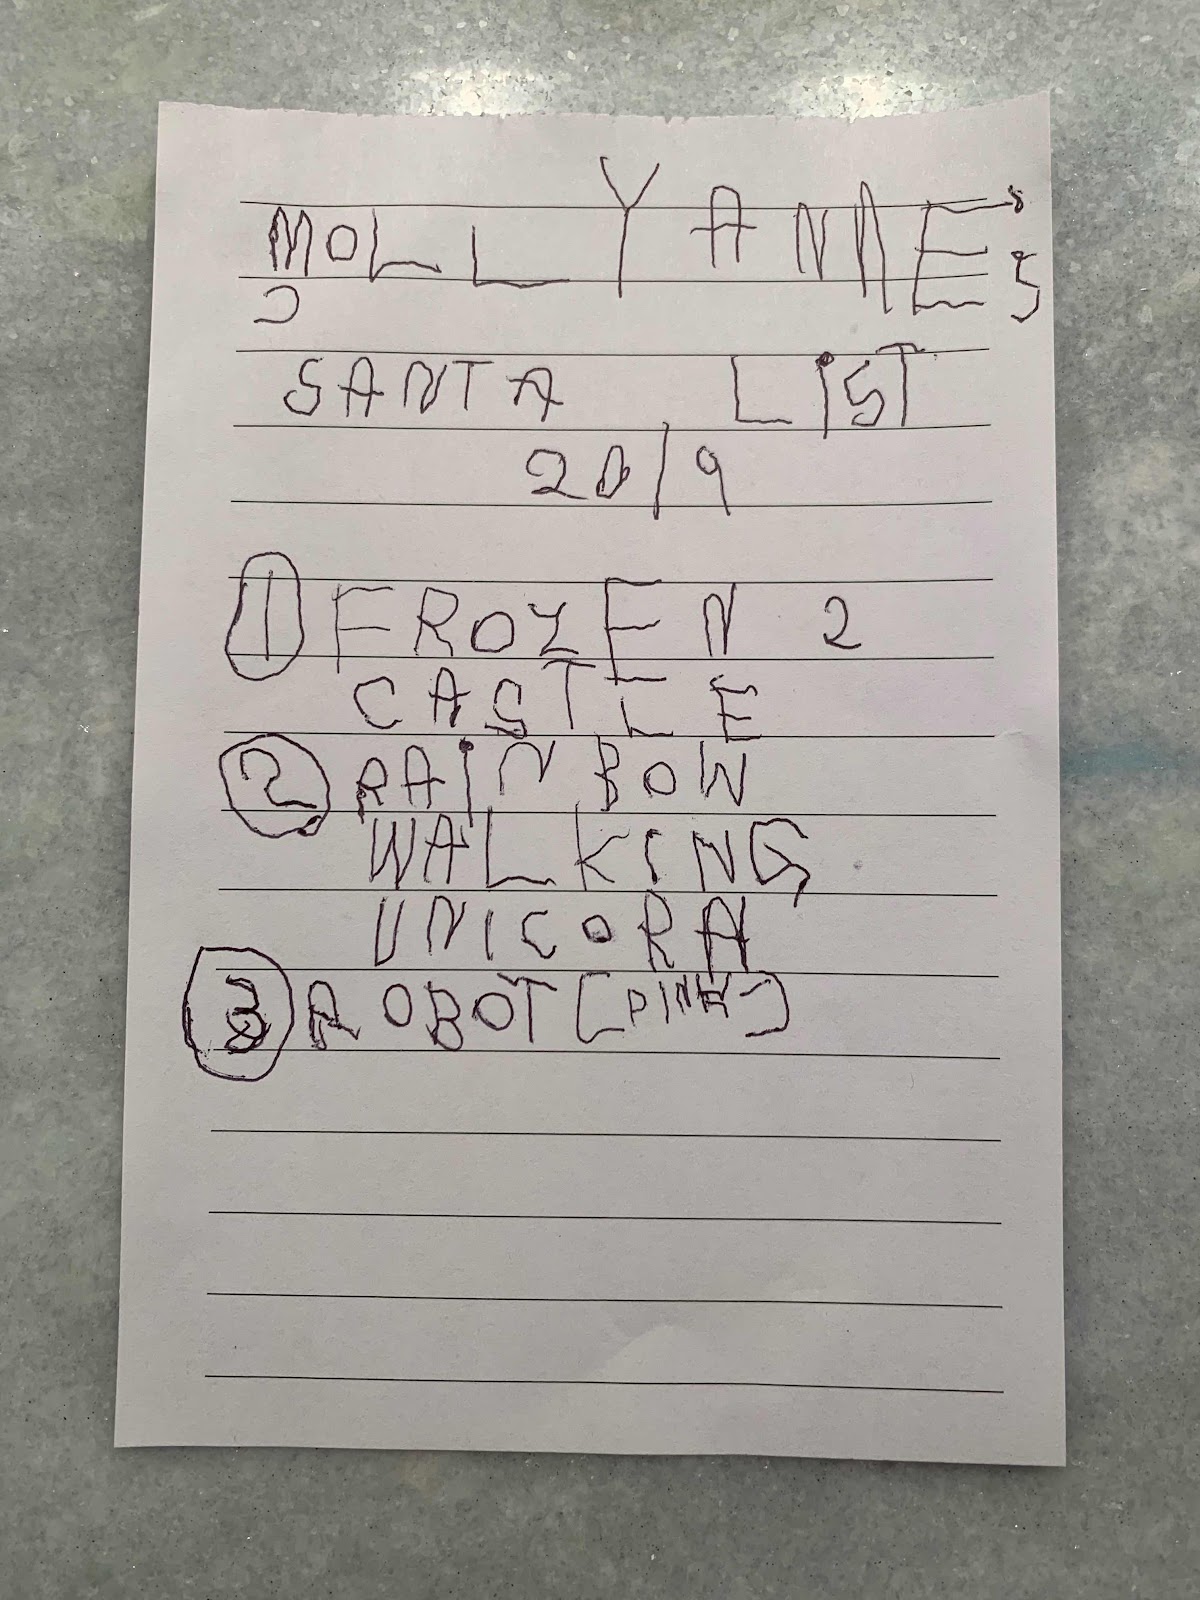 MOLLYANNE'S
SANTA LIST
2019
1 FROZEN 2
CASTLE
2. RAINBOW
WALKING
UNICORN
3 ROBOT (PINK)